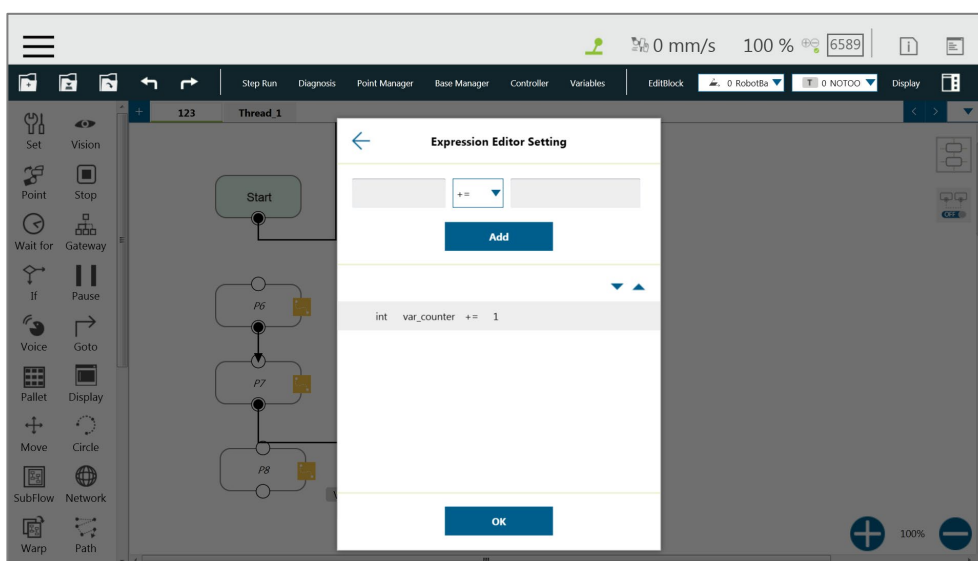 0 mm/s 100 % 6589
Step Run Diagnosis Point Manager Base Manager Controller Variables EditBlock 0 RobotBa T 0 NOTOO Display
+ 123 Thread_1
Set Vision
Point Stop
Wait for Gateway
If Pause
Voice Goto
Pallet Display
Move Circle
SubFlow Network
Warp Path
Start
P6
P7
P8
OFF
Expression Editor Setting
+=
Add
int var_counter += 1
OK
100%